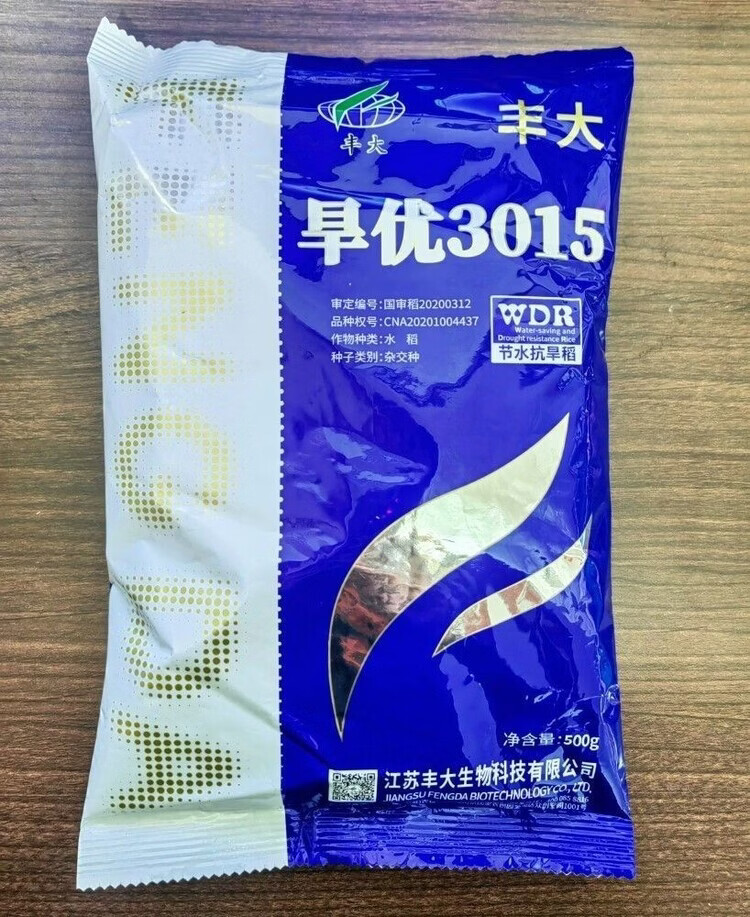 FENGDA
丰大
丰大
旱优3015
审定编号:国审稻20200312
品种权号:CNA20201004437
作物种类:水 稻
种子类别:杂交种
WDR
Water-saving and
Drought resistance Rice
节水抗旱稻
净含量:500g
江苏丰大生物科技有限公司
JIANGSU FENGDA BIOTECHNOLOGY CO.,LTD.